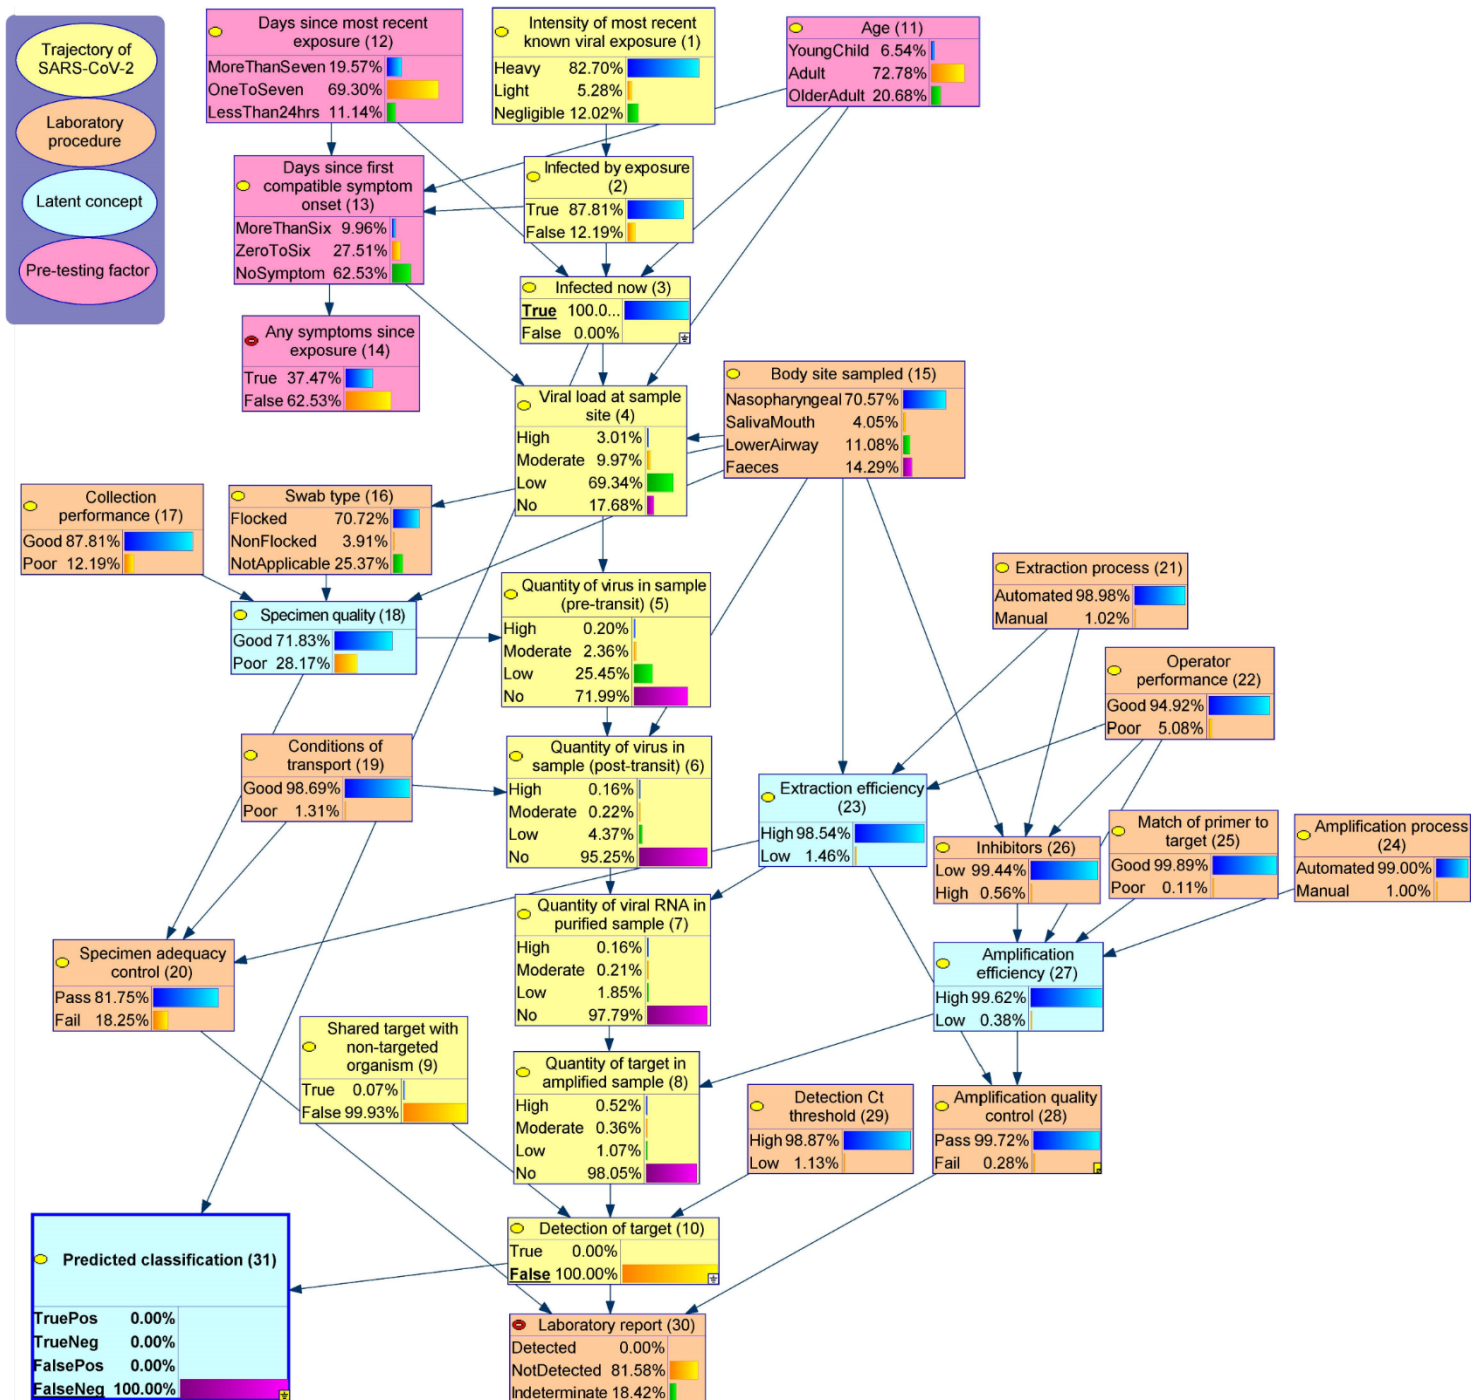 Trajectory of
SARS-CoV-2
Laboratory
procedure
Latent concept
Pre-testing factor
Days since most recent
exposure (12)
MoreThanSeven 19.57%
OneToSeven 69.30%
LessThan24hrs 11.14%
Intensity of most recent
known viral exposure (1)
Heavy 82.70%
Light 5.28%
Negligible 12.02%
Age (11)
YoungChild 6.54%
Adult 72.78%
OlderAdult 20.68%
Days since first
compatible symptom
onset (13)
MoreThanSix 9.96%
ZeroToSix 27.51%
NoSymptom 62.53%
Infected by exposure
(2)
True 87.81%
False 12.19%
Infected now (3)
True 100.0...
False 0.00%
Any symptoms since
exposure (14)
True 37.47%
False 62.53%
Viral load at sample
site (4)
High 3.01%
Moderate 9.97%
Low 69.34%
No 17.68%
Body site sampled (15)
Nasopharyngeal 70.57%
SalivaMouth 4.05%
LowerAirway 11.08%
Faeces 14.29%
Collection
performance (17)
Good 87.81%
Poor 12.19%
Swab type (16)
Flocked 70.72%
NonFlocked 3.91%
NotApplicable 25.37%
Specimen quality (18)
Good 71.83%
Poor 28.17%
Quantity of virus in sample
(pre-transit) (5)
High 0.20%
Moderate 2.36%
Low 25.45%
No 71.99%
Extraction process (21)
Automated 98.98%
Manual 1.02%
Operator
performance (22)
Good 94.92%
Poor 5.08%
Conditions of
transport (19)
Good 98.69%
Poor 1.31%
Quantity of virus in
sample (post-transit) (6)
High 0.16%
Moderate 0.22%
Low 4.37%
No 95.25%
Extraction efficiency
(23)
High 98.54%
Low 1.46%
Inhibitors (26)
Low 99.44%
High 0.56%
Match of primer to
target (25)
Good 99.89%
Poor 0.11%
Amplification process
(24)
Automated 99.00%
Manual 1.00%
Quantity of viral RNA in
purified sample (7)
High 0.16%
Moderate 0.21%
Low 1.85%
No 97.79%
Specimen adequacy
control (20)
Pass 81.75%
Fail 18.25%
Amplification
efficiency (27)
High 99.62%
Low 0.38%
Shared target with
non-targeted
organism (9)
True 0.07%
False 99.93%
Quantity of target in
amplified sample (8)
High 0.52%
Moderate 0.36%
Low 1.07%
No 98.05%
Detection Ct
threshold (29)
High 98.87%
Low 1.13%
Amplification quality
control (28)
Pass 99.72%
Fail 0.28%
Detection of target (10)
True 0.00%
False 100.00%
Predicted classification (31)
TruePos 0.00%
TrueNeg 0.00%
FalsePos 0.00%
FalseNeg 100.00%
Laboratory report (30)
Detected 0.00%
NotDetected 81.58%
Indeterminate 18.42%